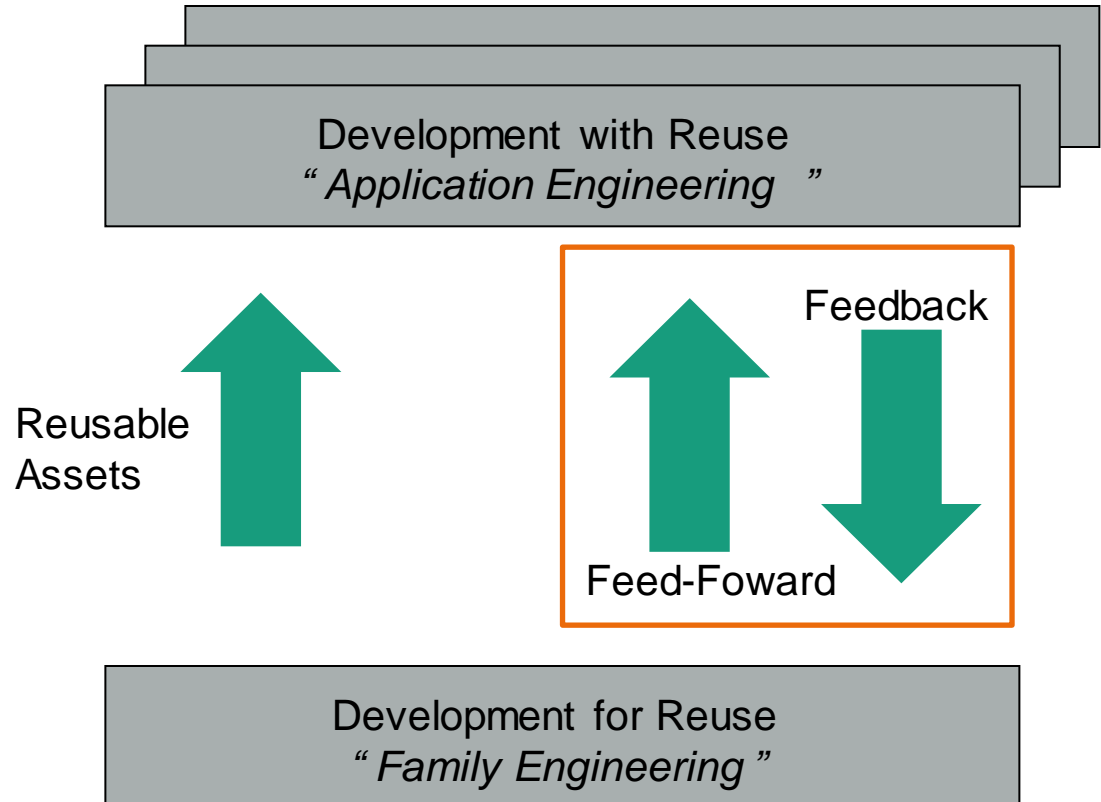 Development with Reuse
“ Application Engineering ”
Feedback
Reusable
Assets
Feed-Foward
Development for Reuse
“ Family Engineering ”